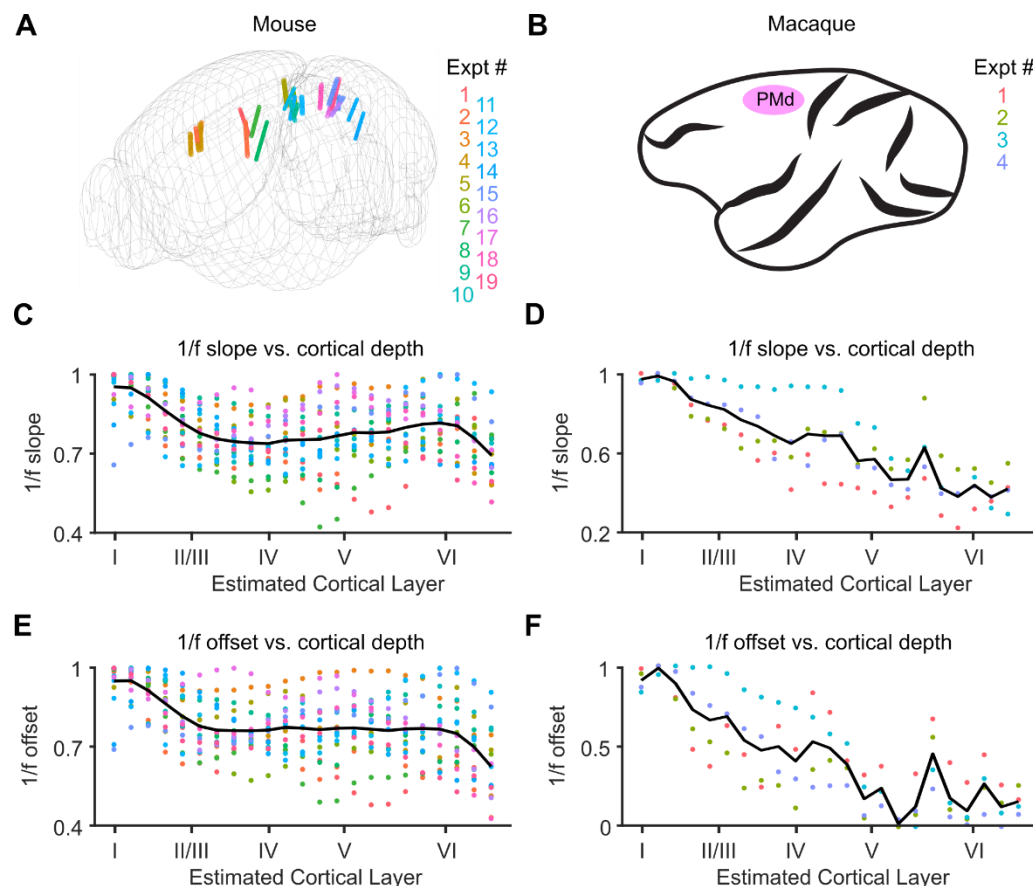 A
Mouse
Expt #
1
2
3
4
5
6
7
8
9
10
11
12
13
14
15
16
17
18
19
B
Macaque
PMd
Expt #
1
2
3
4
C
1/f slope vs. cortical depth
1
0.7
0.4
1/f slope
I II/III IV V VI
Estimated Cortical Layer
D
1/f slope vs. cortical depth
1
0.6
0.2
1/f slope
I II/III IV V VI
Estimated Cortical Layer
E
1/f offset vs. cortical depth
1
0.7
0.4
1/f offset
I II/III IV V VI
Estimated Cortical Layer
F
1/f offset vs. cortical depth
1
0.5
0
1/f offset
I II/III IV V VI
Estimated Cortical Layer